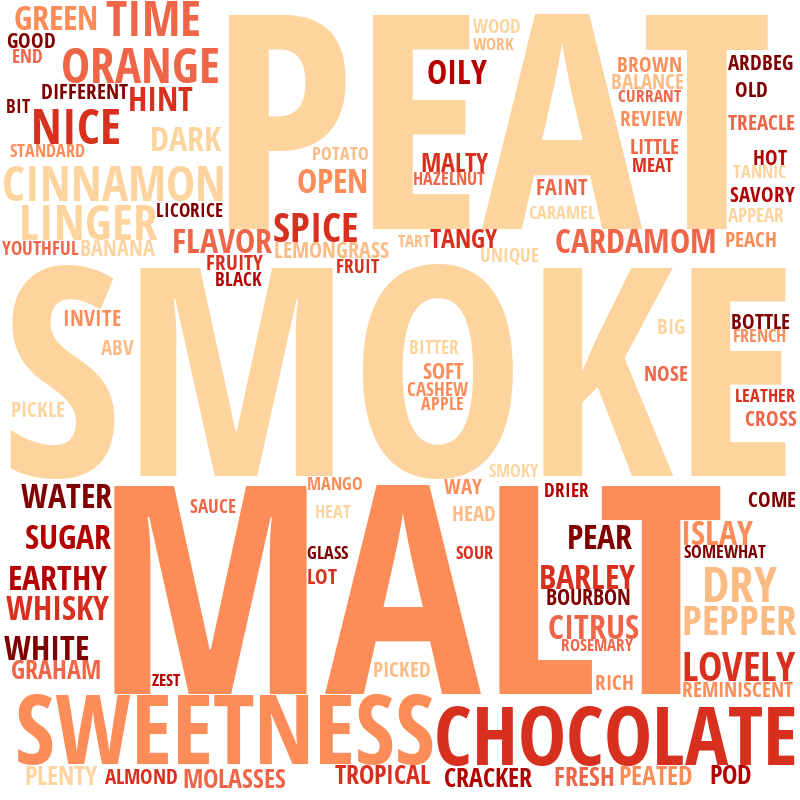 PEAT
SMOKE
MALT
GREEN
TIME
GOOD
END
ORANGE
BIT
DIFFERENT
HINT
NICE
DARK
STANDARD
CINNAMON
LICORICE
LINGER
YOUTHFUL
BANANA
FLAVOR
SPICE
LEMONGRASS
FRUITY
BLACK
FRUIT
POTATO
OPEN
WOOD
WORK
OILY
MALTY
HAZELNUT
TART
TANGY
UNIQUE
FAINT
CARAMEL
CARDAMOM
BROWN
BALANCE
CURRANT
REVIEW
LITTLE
MEAT
ARDBEG
OLD
TREACLE
HOT
TANNIC
SAVORY
APPEAR
PEACH
INVITE
ABV
PICKLE
BITTER
SOFT
CASHEW
APPLE
BIG
NOSE
BOTTLE
FRENCH
LEATHER
CROSS
SMOKY
WATER
SUGAR
EARTHY
WHISKY
WHITE
GRAHAM
SAUCE
MANGO
HEAT
GLASS
LOT
WAY
HEAD
SOUR
DRIER
PEAR
BARLEY
BOURBON
CITRUS
ROSEMARY
RICH
PICKED
ZEST
COME
ISLAY
SOMEWHAT
DRY
PEPPER
LOVELY
REMINISCENT
SWEETNESS
CHOCOLATE
PLENTY
ALMOND
MOLASSES
TROPICAL
CRACKER
FRESH
PEATED
POD